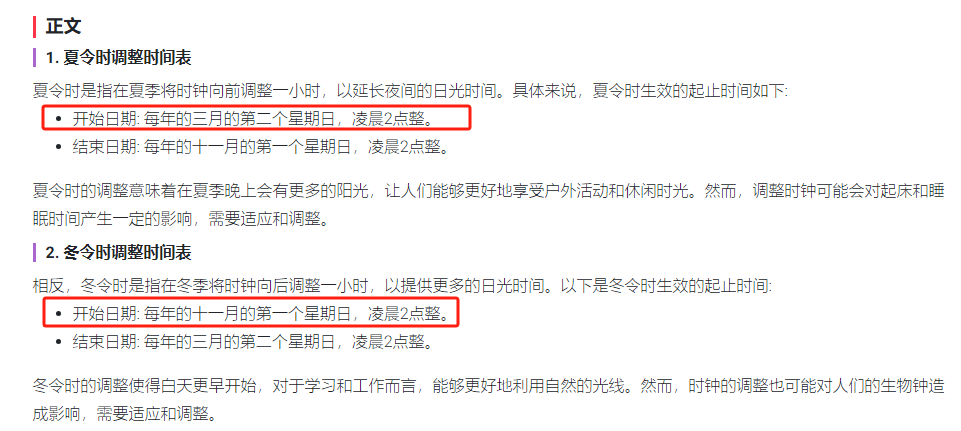 正文
1. 夏令时调整时间表
夏令时是指在夏季将时钟向前调整一小时，以延长夜间的日光时间。具体来说，夏令时生效的起止时间如下:
• 开始日期: 每年的三月的第二个星期日，凌晨2点整。
• 结束日期: 每年的十一月的第一个星期日，凌晨2点整。
夏令时的调整意味着在夏季晚上会有更多的阳光，让人们能够更好地享受户外活动和休闲时光。然而，调整时钟可能会对起床和睡
眠时间产生一定的影响，需要适应和调整。
2. 冬令时调整时间表
相反，冬令时是指在冬季将时钟向后调整一小时，以提供更多的日光时间。以下是冬令时生效的起止时间:
• 开始日期: 每年的十一月的第一个星期日，凌晨2点整。
• 结束日期: 每年的三月的第二个星期日，凌晨2点整。
冬令时的调整使得白天更早开始，对于学习和工作而言，能够更好地利用自然的光线。然而，时钟的调整也可能对人们的生物钟造
成影响，需要适应和调整。